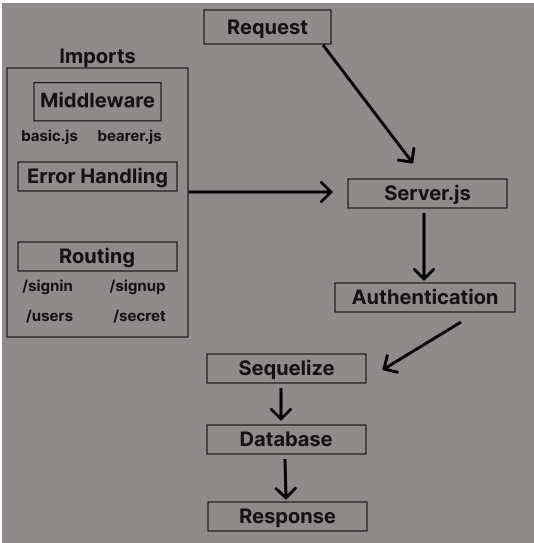 Request
Imports
Middleware
basic.js bearer.js
Error Handling
Server.js
Routing
/signin /signup
/users /secret
Authentication
Sequelize
Database
Response